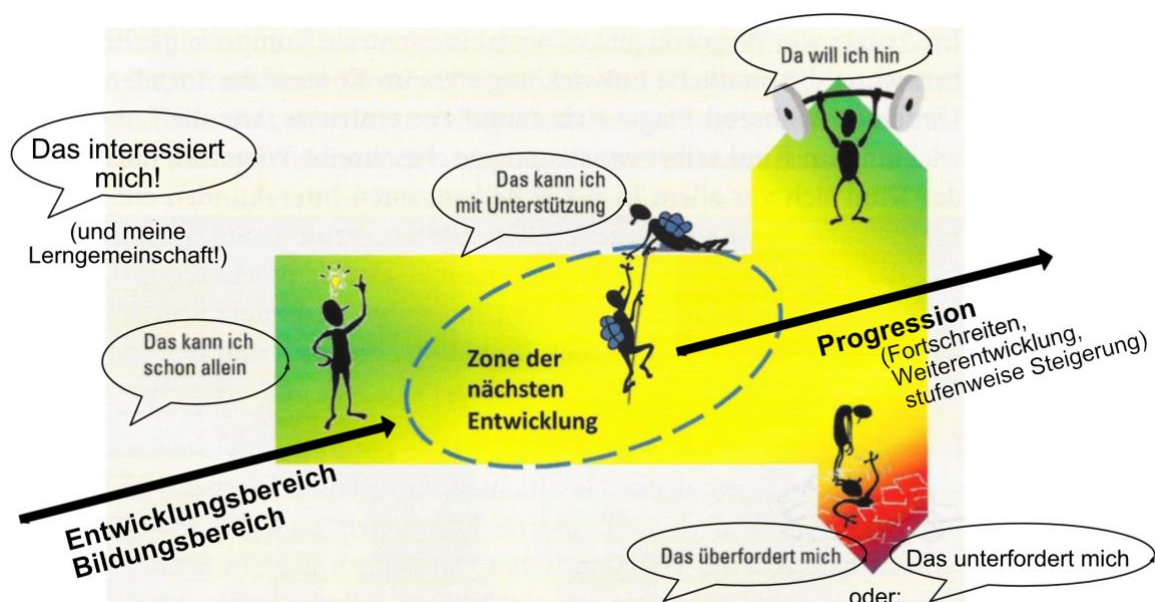 Da will ich hin
Das interessiert
mich!
(und meine
Lerngemeinschaft!)
Das kann ich
mit Unterstützung
Das kann ich
schon allein
Zone der
nächsten
Entwicklung
Progression
(Fortschreiten,
Weiterentwicklung,
stufenweise Steigerung)
Entwicklungsbereich
Bildungsbereich
Das überfordert mich
Das unterfordert mich
oder: